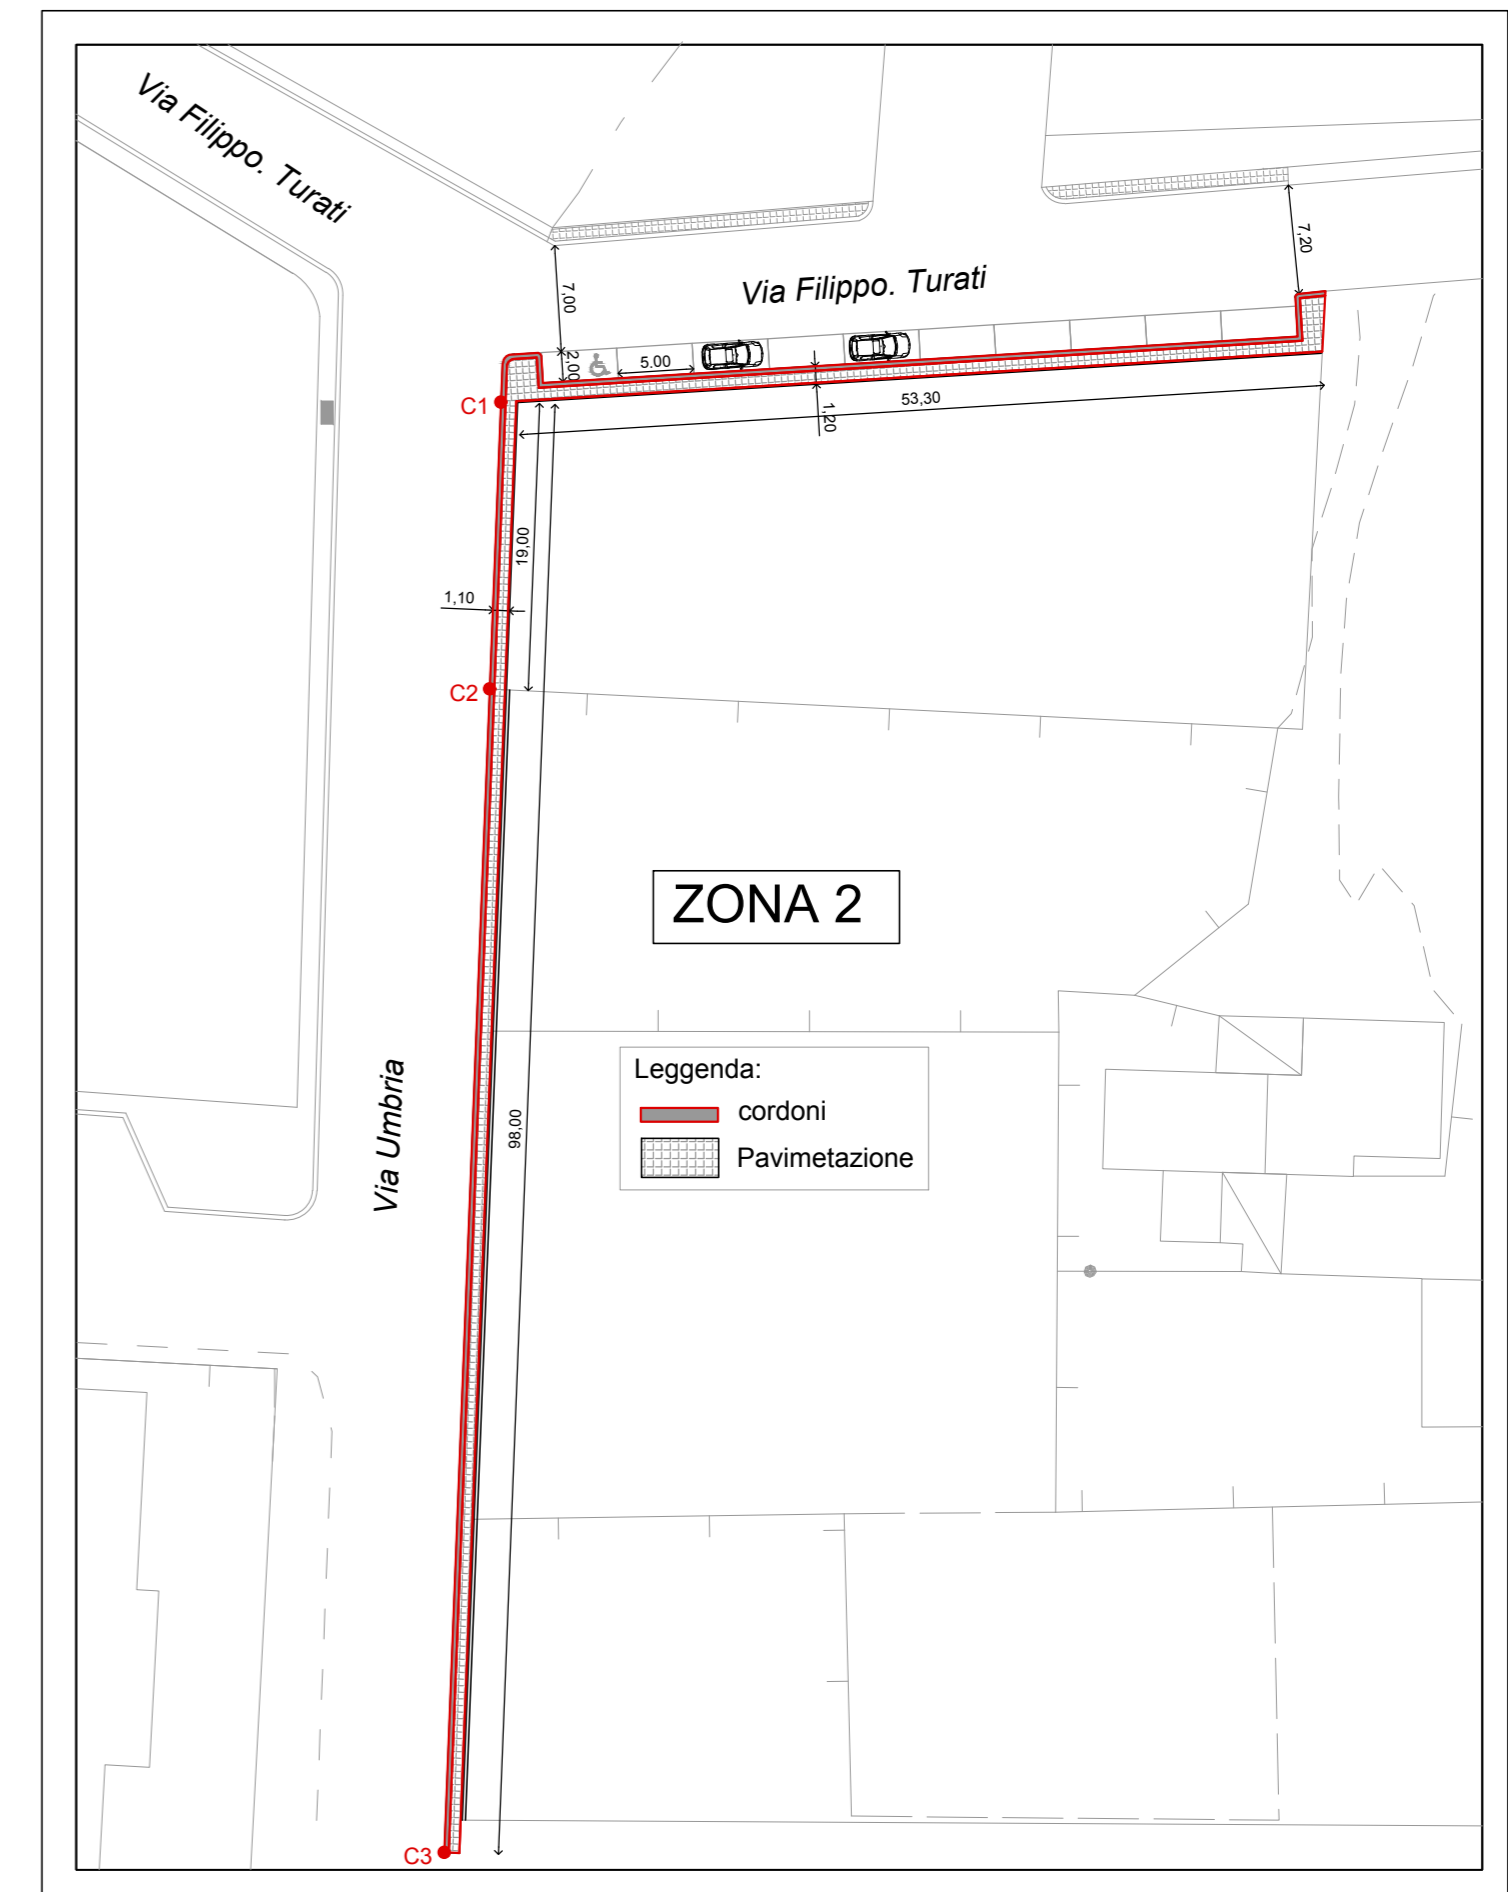 Via Filippo. Turati
7,20
7,00
Via Filippo. Turati
2,00
5.00
C1
53,30
1,20
19,00
1,10
C2
ZONA 2
Leggenda:
cordoni
Pavimetazione
Via Umbria
98,00
C3